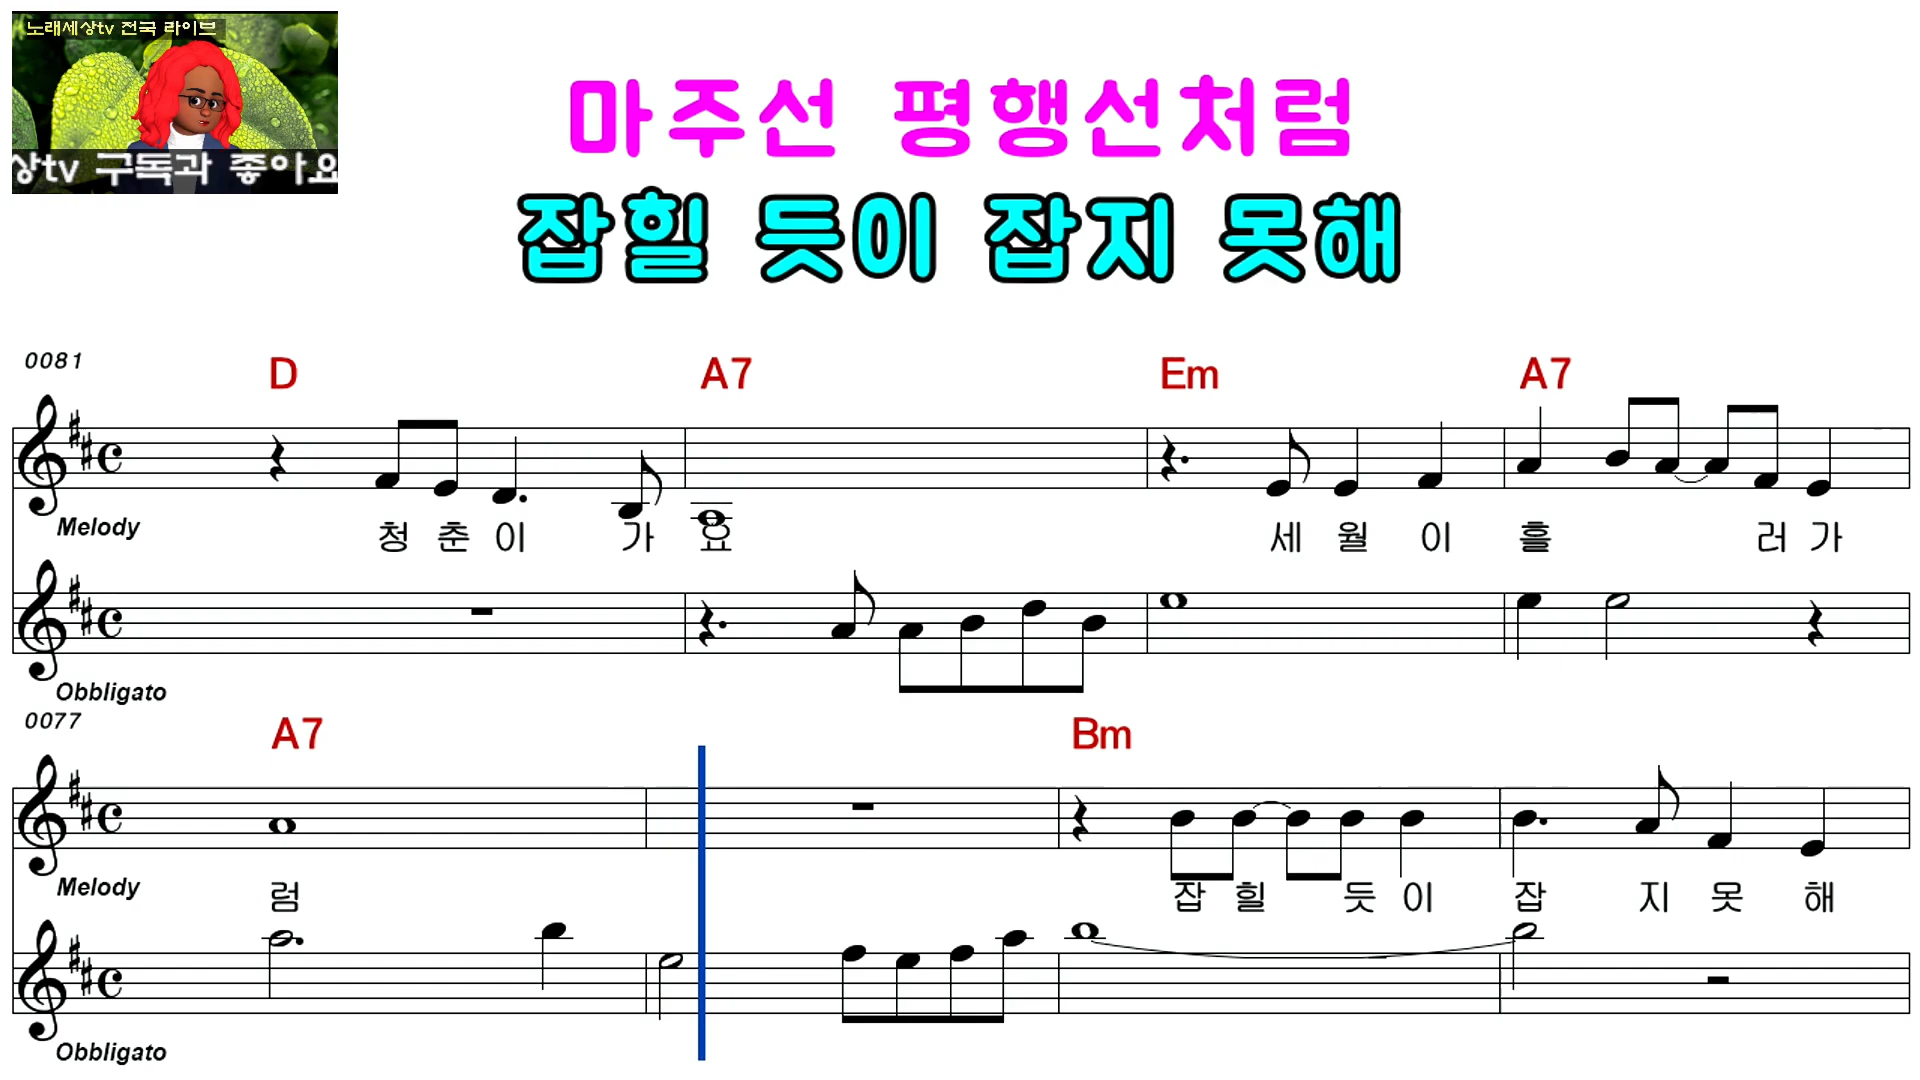 노래세상tv 전국 라이브
상tv 구독과 좋아요
마주선 평행선처럼
잡힐 듯이 잡지 못해
0081
D A7 Em A7
Melody
청 춘 이 가 요 세 월 이 흘 러 가
Obbligato
0077
A7 Bm
Melody
럼 잡 힐 듯 이 잡 지 못 해
Obbligato